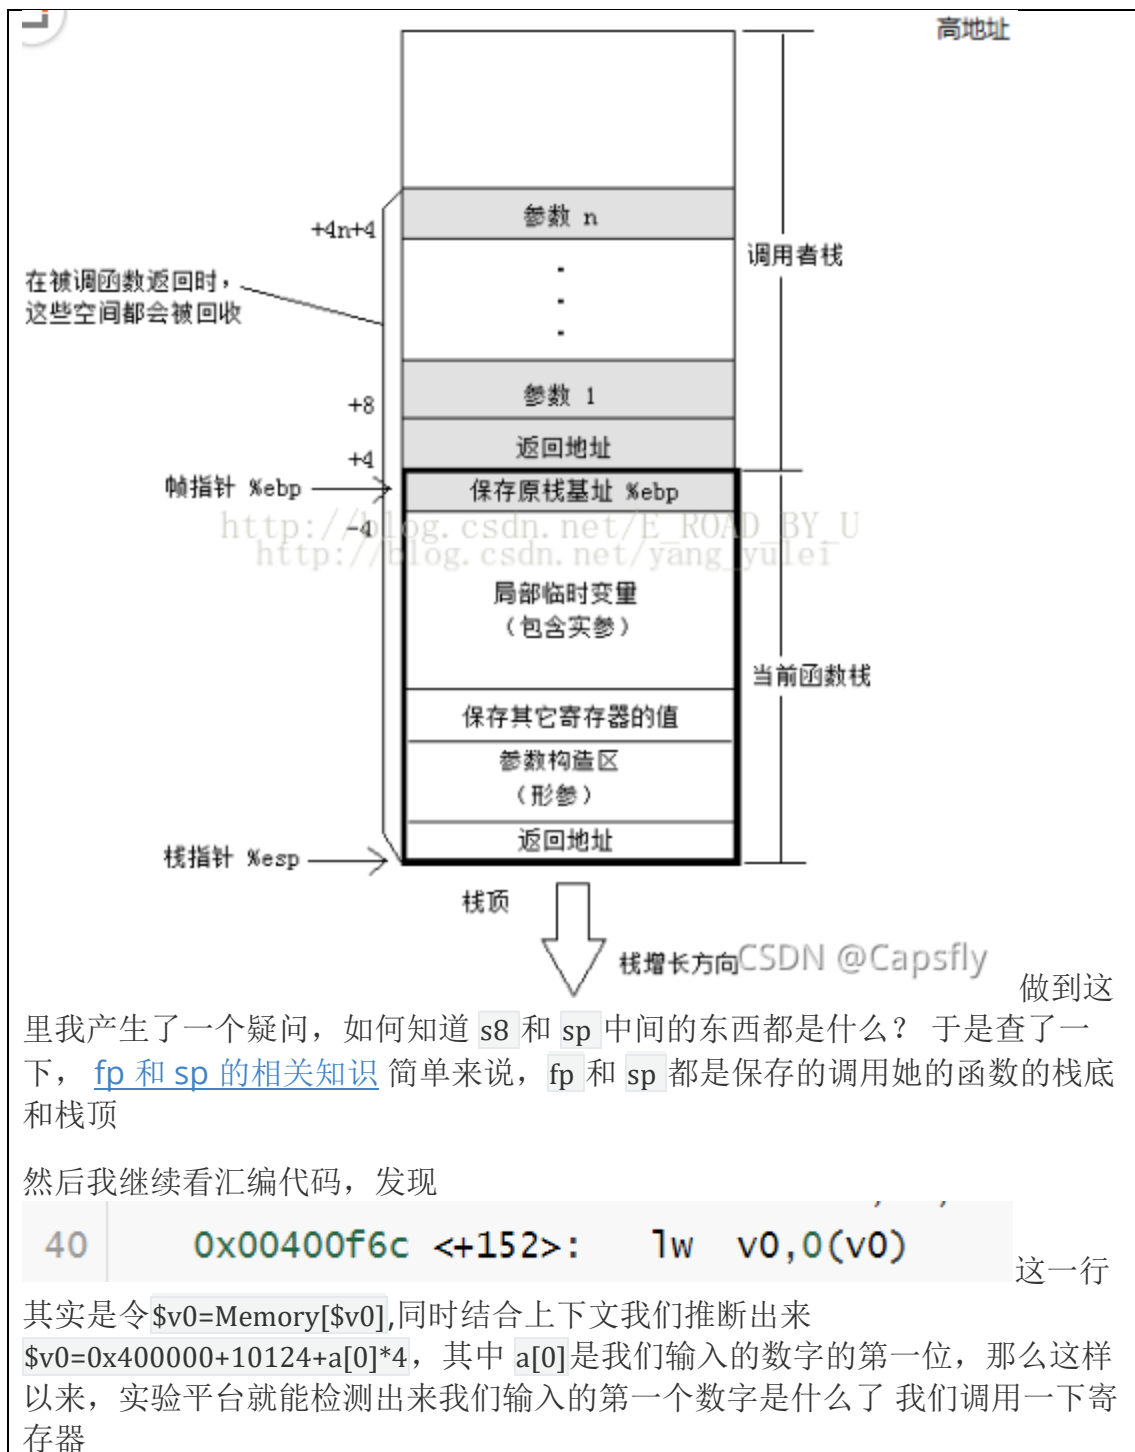 高地址
参数 n
+4n+4
调用者栈
在被调函数返回时，
这些空间都会被回收
参数 1
+8
返回地址
+4
帧指针 %ebp
保存原栈基址 %ebp
http://blog.csdn.net/E_ROAD_BY_U
-4
http://blog.csdn.net/yang_yulei
局部临时变量
（包含实参）
当前函数栈
保存其它寄存器的值
参数构造区
（形参）
返回地址
栈指针 %esp
栈顶
栈增长方向
CSDN @Capsfly
做到这
里我产生了一个疑问，如何知道 s8 和 sp 中间的东西都是什么？ 于是查了一
下， fp 和 sp 的相关知识 简单来说，fp 和 sp 都是保存的调用她的函数的栈底
和栈顶
然后我继续看汇编代码，发现
40 0x00400f6c <+152>: lw v0,0(v0) 这一行
其实是令$v0=Memory[$v0],同时结合上下文我们推断出来
$v0=0x400000+10124+a[0]*4，其中 a[0]是我们输入的数字的第一位，那么这样
以来，实验平台就能检测出来我们输入的第一个数字是什么了 我们调用一下寄
存器